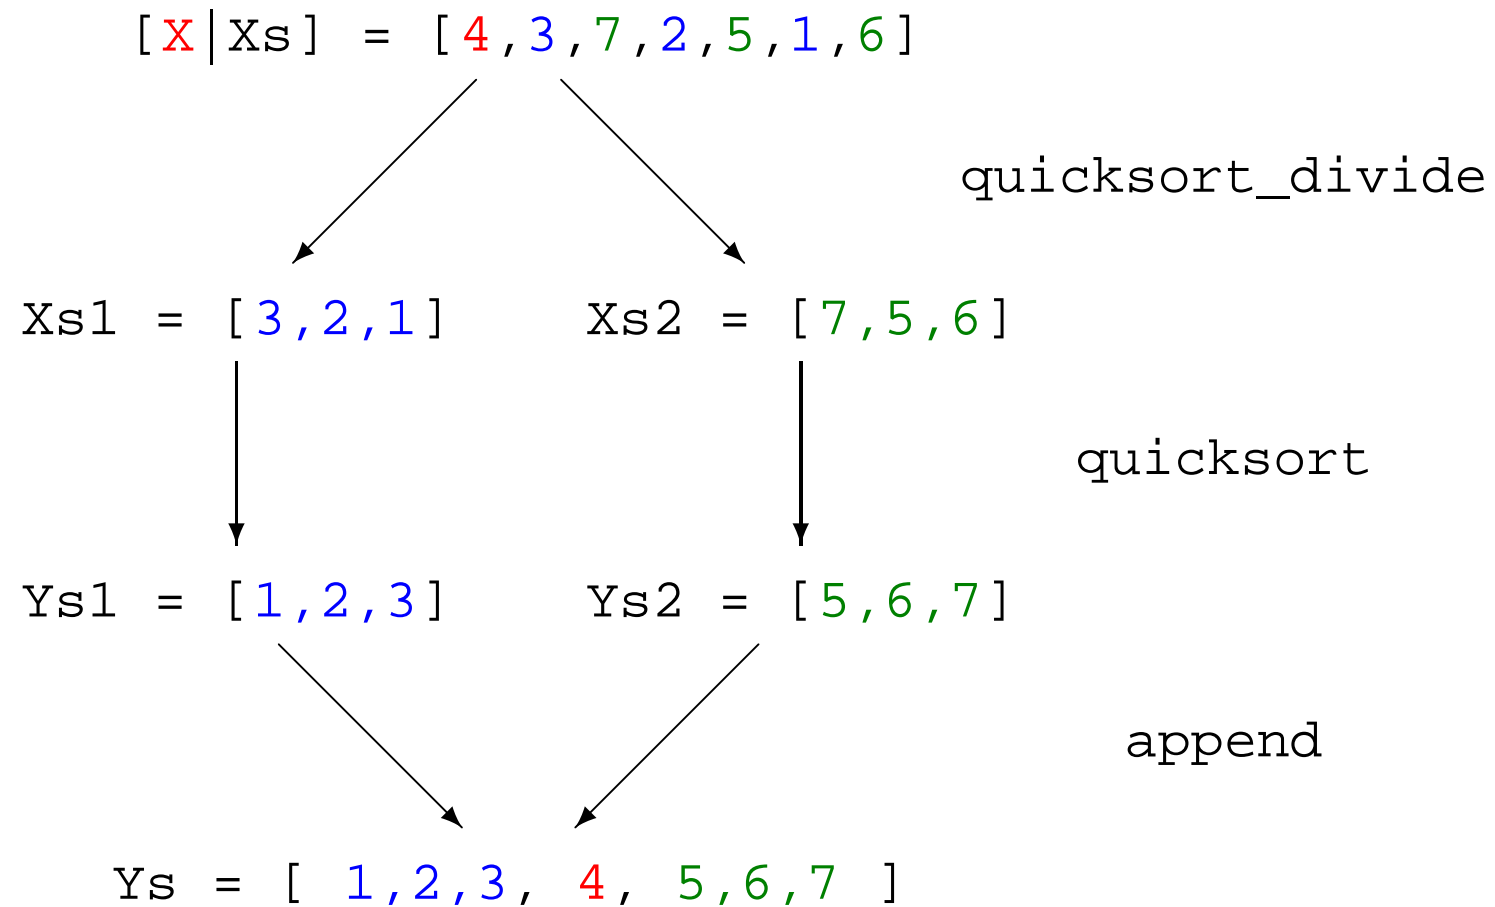 [X|Xs] = [4,3,7,2,5,1,6]
quicksort_divide
Xs1 = [3,2,1] Xs2 = [7,5,6]
quicksort
Ys1 = [1,2,3] Ys2 = [5,6,7]
append
Ys = [ 1,2,3, 4, 5,6,7 ]